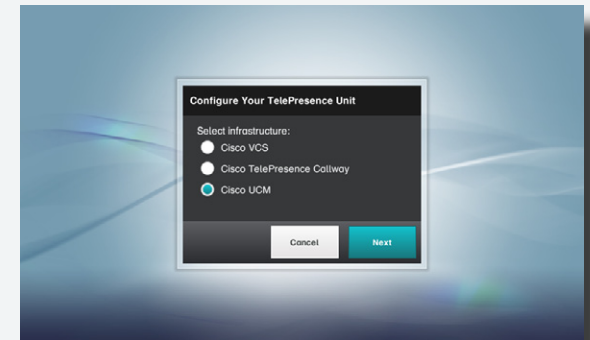 Configure Your TelePresence Unit
Select infrastructure:
Cisco VCS
Cisco TelePresence Callway
Cisco UCM
Cancel
Next